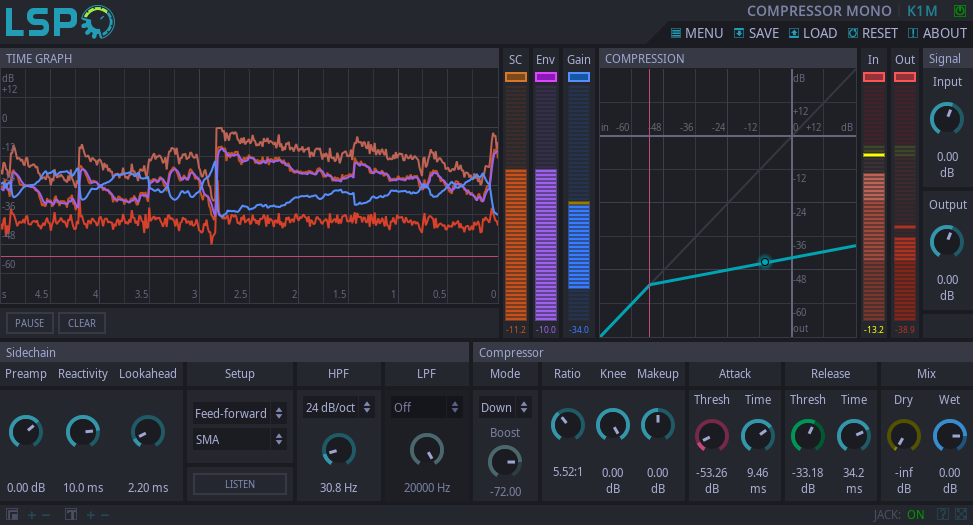 LSP
COMPRESSOR MONO K1M
MENU SAVE LOAD RESET ABOUT
TIME GRAPH SC Env Gain COMPRESSION In Out Signal
dB
+12
0
-12
-24
-36
-48
-60
s 4.5 4 3.5 3 2.5 2 1.5 1 0.5 0
PAUSE CLEAR
-11.2 -10.0 -34.0
dB
+12
in -60 -48 -36 -24 -12 0 +12 dB
-12
-24
-36
-48
-60
out
-13.2 -38.9
Input
0.00
dB
Output
0.00
dB
Sidechain
Preamp Reactivity Lookahead Setup HPF LPF
Feed-forward 24 dB/oct Off
SMA
LISTEN
0.00 dB 10.0 ms 2.20 ms 30.8 Hz 20000 Hz
Compressor
Mode Ratio Knee Makeup Attack Release Mix
Down Thresh Time Thresh Time Dry Wet
Boost
-72.00
5.52:1 0.00 dB 0.00 dB -53.26 dB 9.46 ms -33.18 dB 34.2 ms -inf dB 0.00 dB
JACK: ON